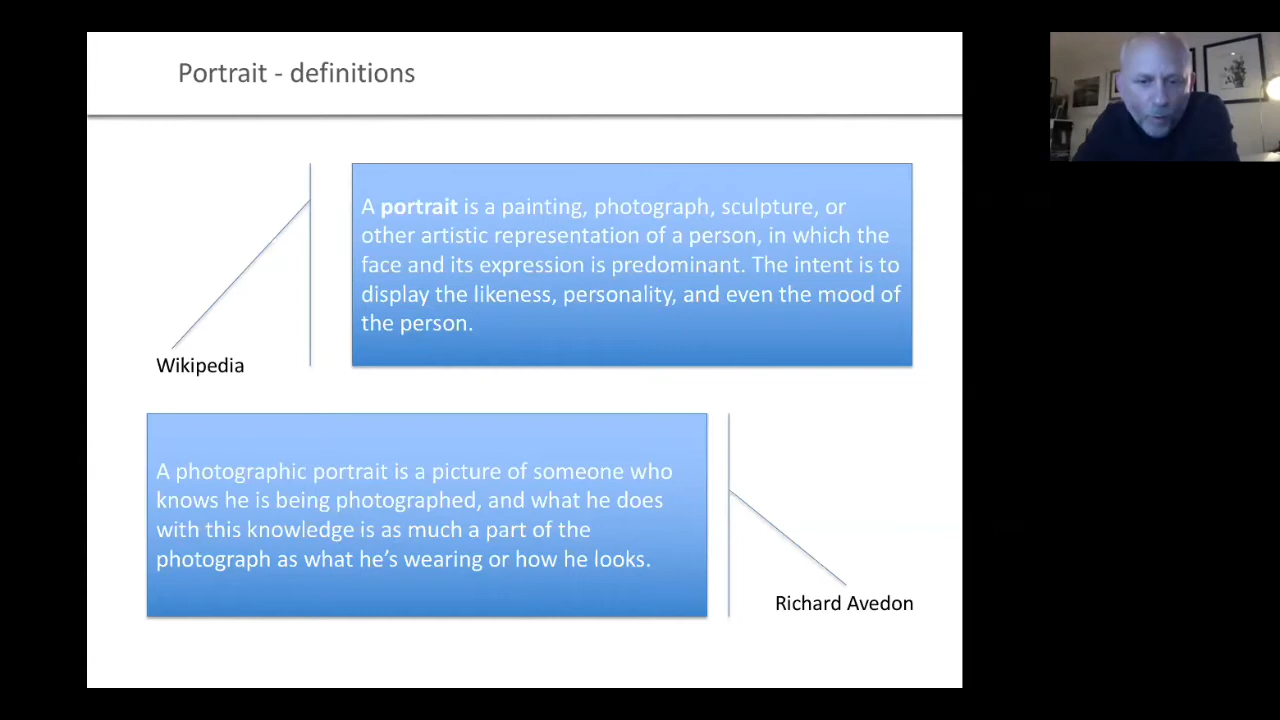 Portrait - definitions
A portrait is a painting, photograph, sculpture, or
other artistic representation of a person, in which the
face and its expression is predominant. The intent is to
display the likeness, personality, and even the mood of
the person.
Wikipedia
A photographic portrait is a picture of someone who
knows he is being photographed, and what he does
with this knowledge is as much a part of the
photograph as what he’s wearing or how he looks.
Richard Avedon